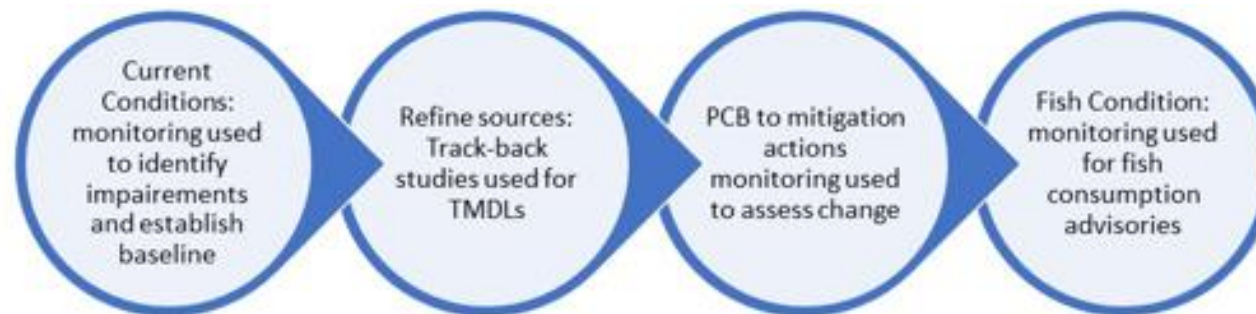 Current
Conditions:
monitoring used
to identify
impairements
and establish
baseline
Refine sources:
Track-back
studies used for
TMDLs
PCB to mitigation
actions
monitoring used
to assess change
Fish Condition:
monitoring used
for fish
consumption
advisories